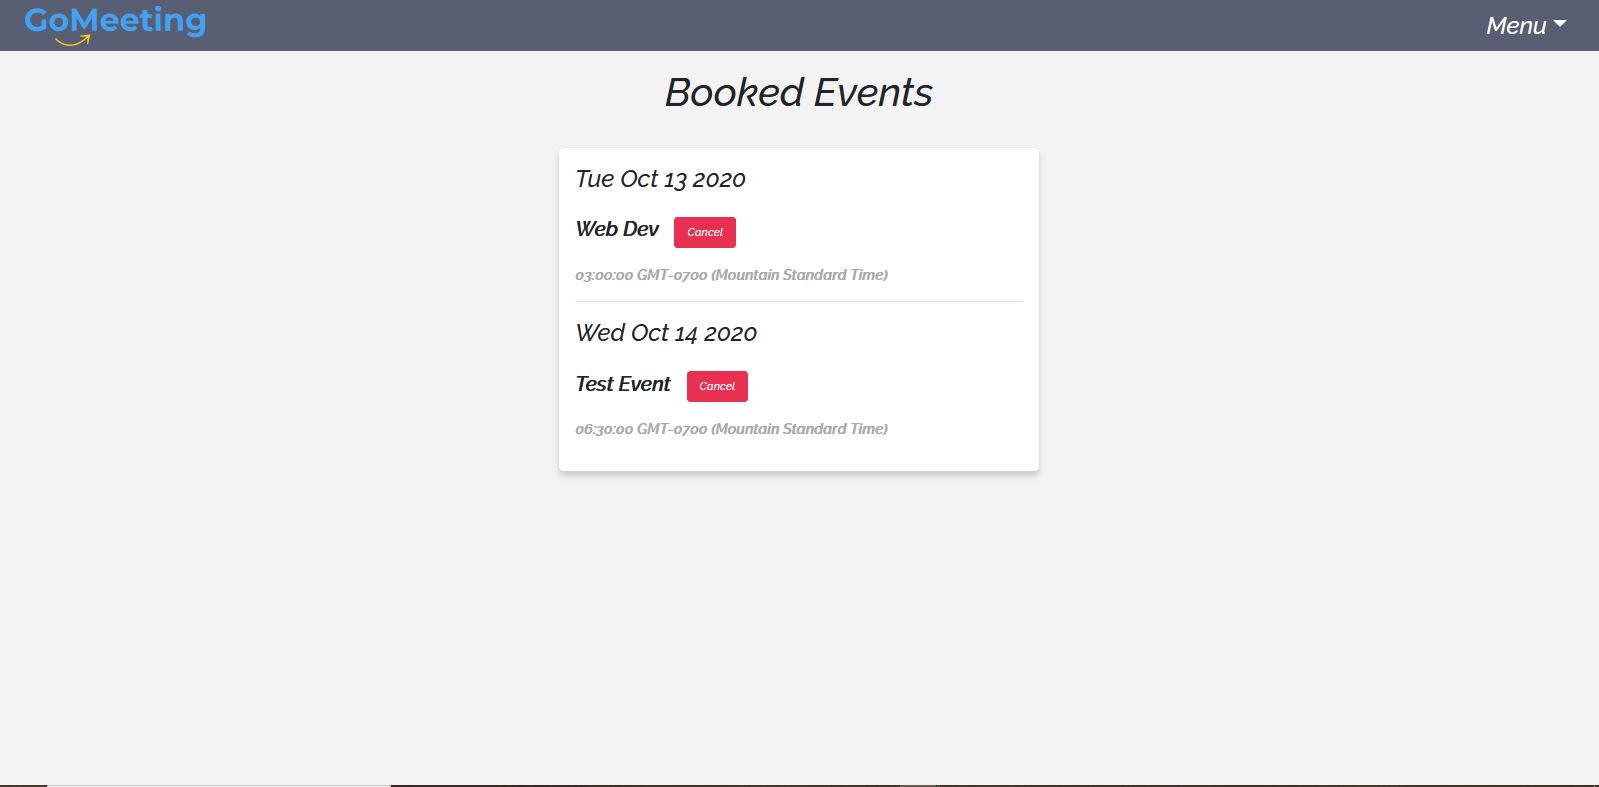 GoMeeting
Menu
Booked Events
Tue Oct 13 2020
Web Dev Cancel
03:00:00 GMT-0700 (Mountain Standard Time)
Wed Oct 14 2020
Test Event Cancel
06:30:00 GMT-0700 (Mountain Standard Time)